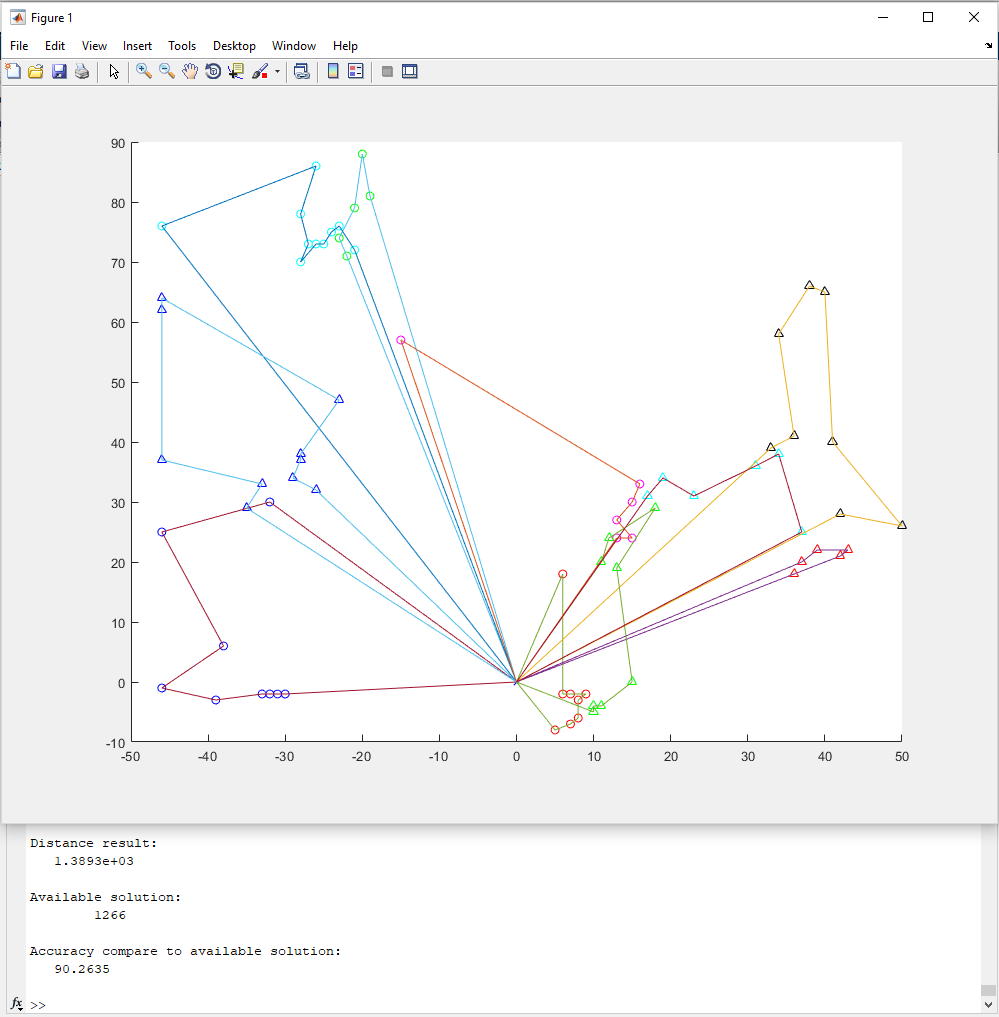 Figure 1
File Edit View Insert Tools Desktop Window Help
90
80
70
60
50
40
30
20
10
0
-10
-50 -40 -30 -20 -10 0 10 20 30 40 50
Distance result:
1.3893e+03
Available solution:
1266
Accuracy compare to available solution:
90.2635
fx >>